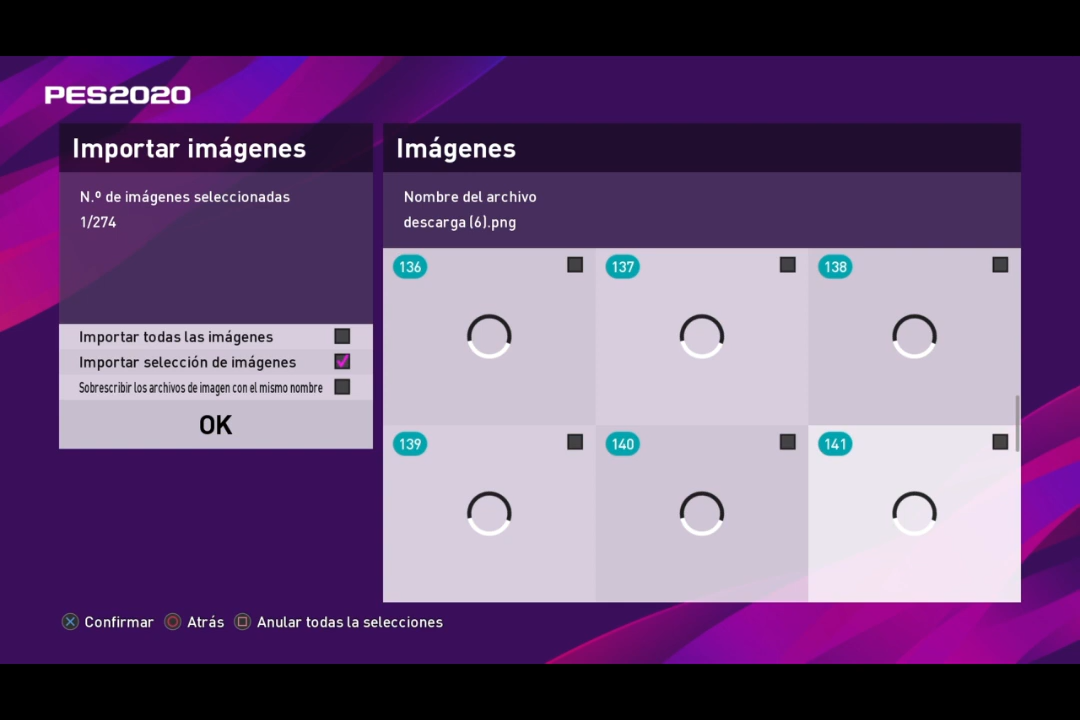 PES2020
Importar imágenes
N.º de imágenes seleccionadas
1/274
Importar todas las imágenes
Importar selección de imágenes
Sobrescribir los archivos de imagen con el mismo nombre
OK
Imágenes
Nombre del archivo
descarga (6).png
136 137 138
139 140 141
Confirmar Atrás Anular todas la selecciones